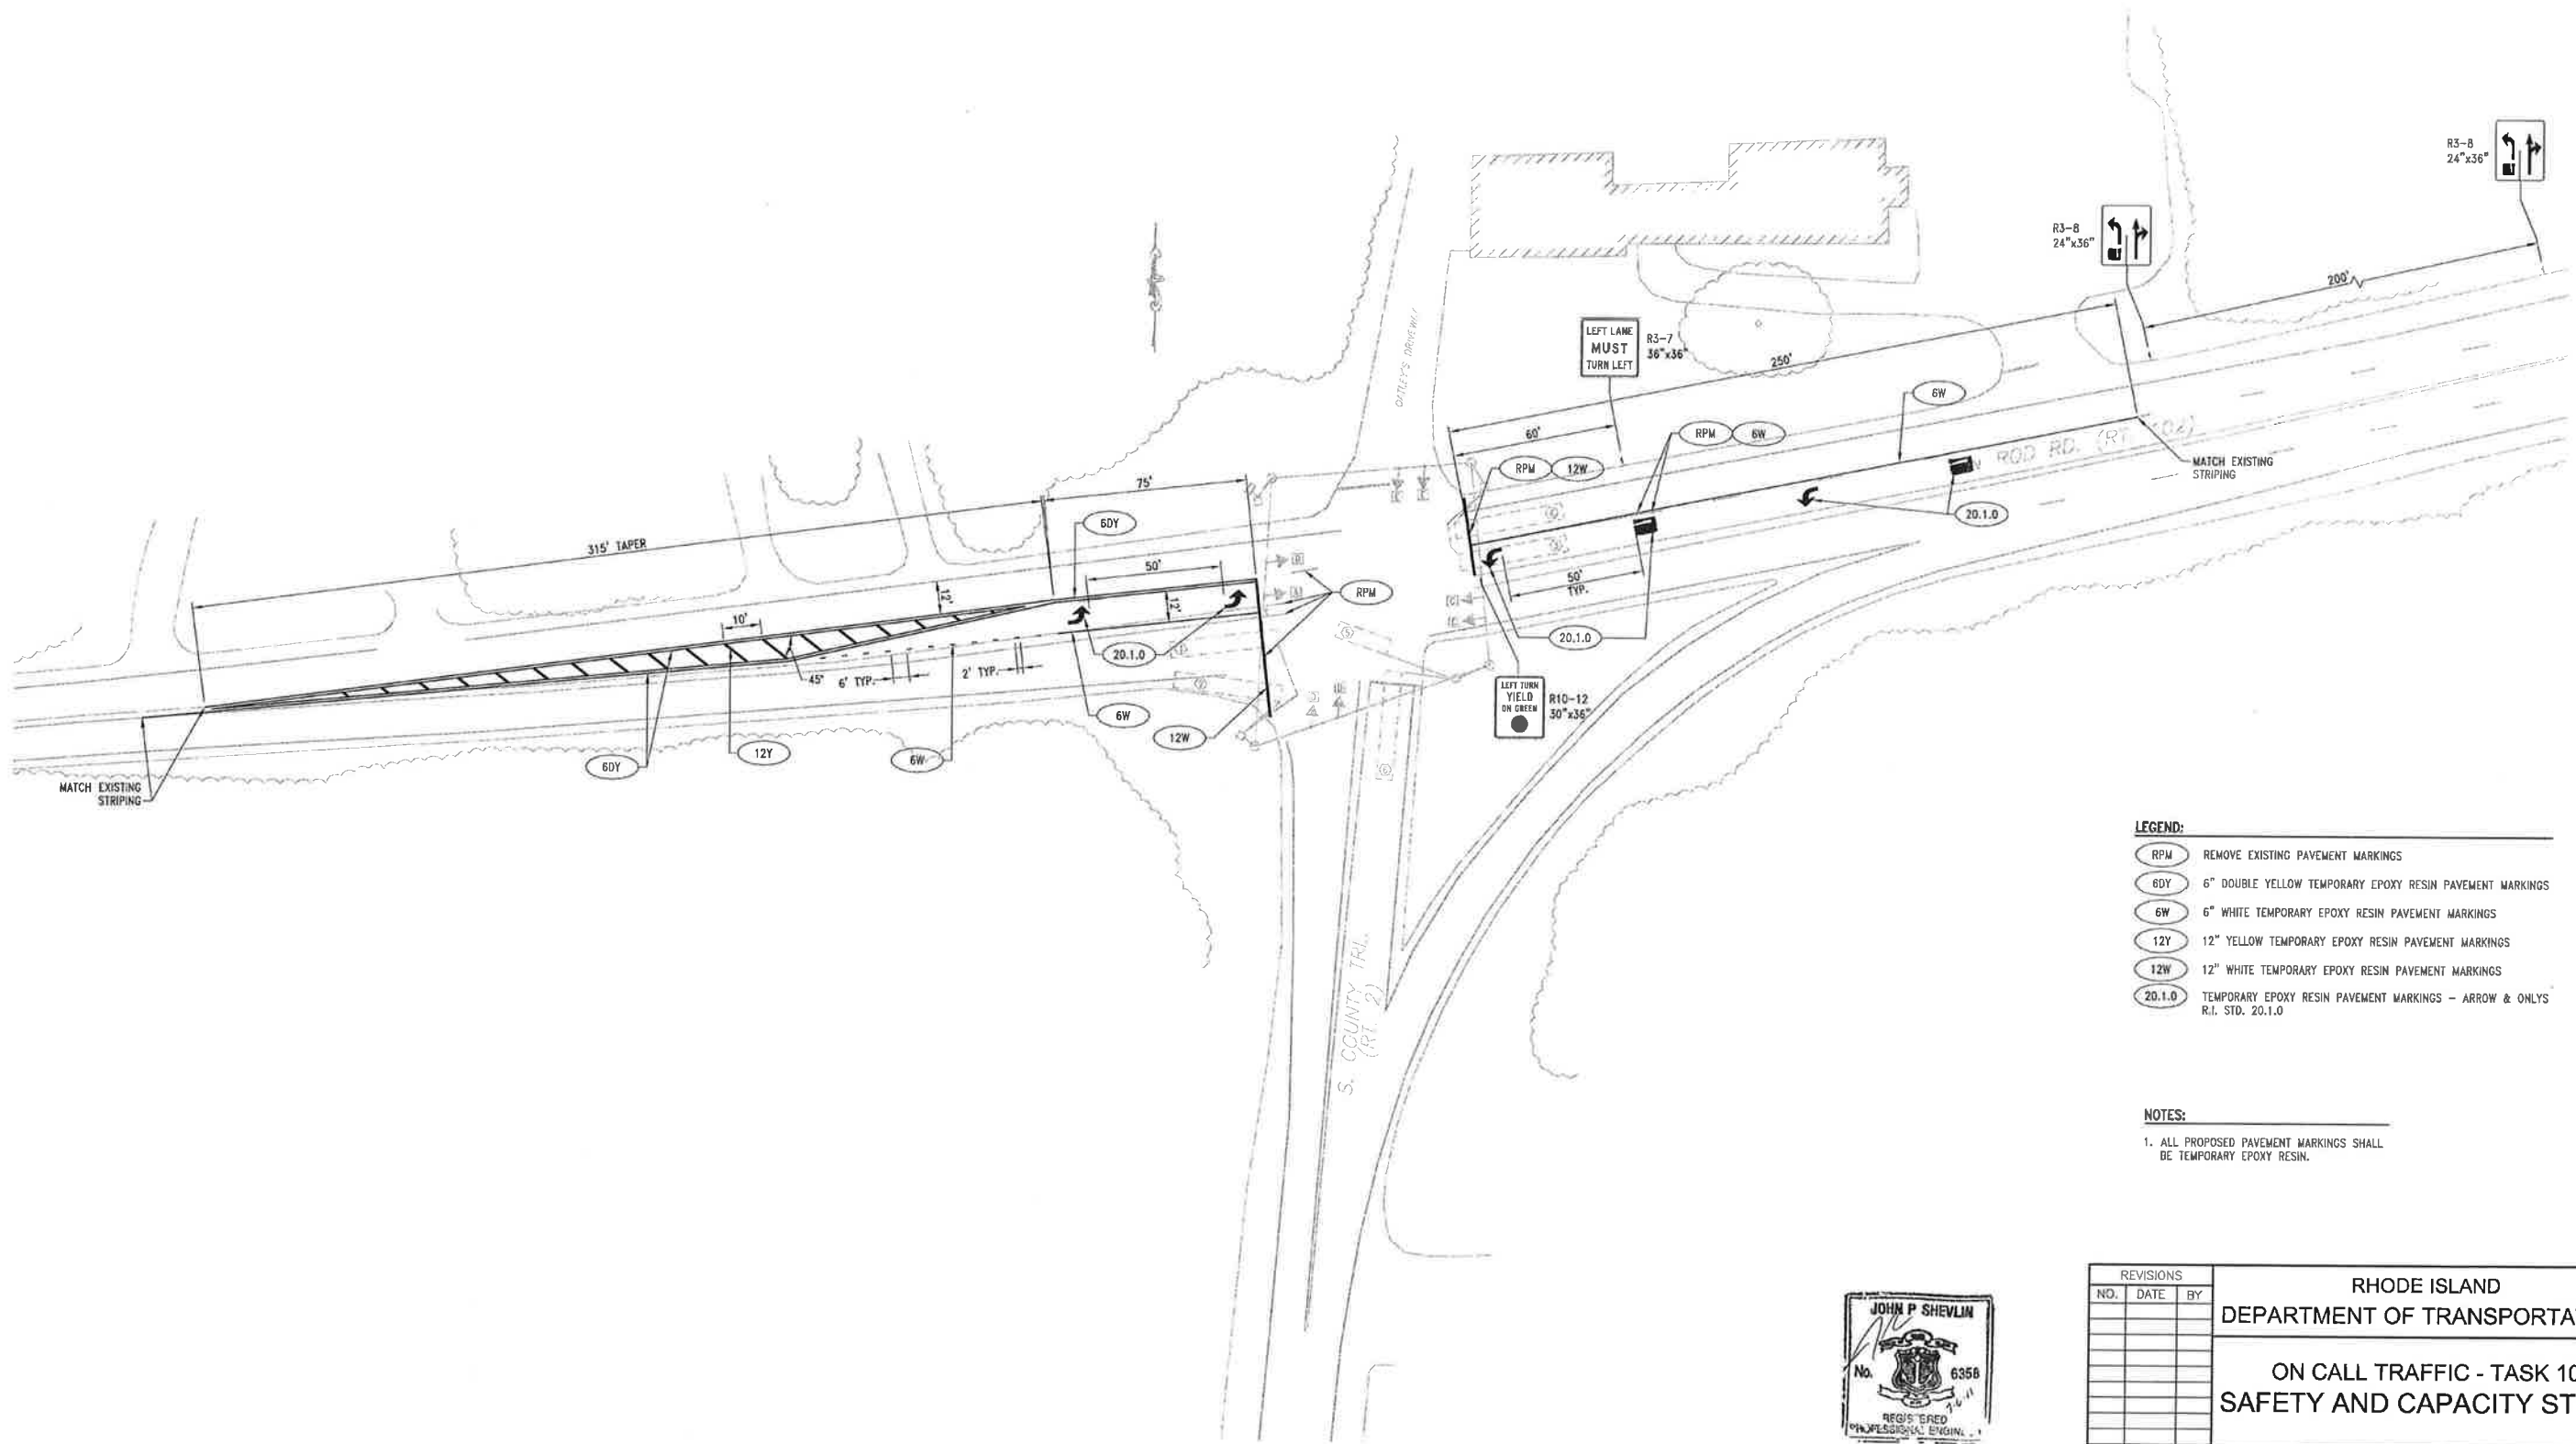 R3-8
24"x36"
R3-8
24"x36"
200'
LEFT LANE
MUST
TURN LEFT
R3-7
36"x36"
250'
OATLEY'S DRIVEWAY
60'
6W
RPM
6W
RPM
12W
ROD RD.
MATCH EXISTING
STRIPING
20.1.0
75'
6DY
315' TAPER
50'
12'
12'
RPM
50'
TYP.
20.1.0
10'
20.1.0
45°
6' TYP.
2' TYP.
6W
12W
LEFT TURN
YIELD
ON GREEN
R10-12
30"x36"
6DY
12Y
6W
MATCH EXISTING
STRIPING
S. COUNTY TRL.
(RT 2)
LEGEND:
RPM REMOVE EXISTING PAVEMENT MARKINGS
6DY 6" DOUBLE YELLOW TEMPORARY EPOXY RESIN PAVEMENT MARKINGS
6W 6" WHITE TEMPORARY EPOXY RESIN PAVEMENT MARKINGS
12Y 12" YELLOW TEMPORARY EPOXY RESIN PAVEMENT MARKINGS
12W 12" WHITE TEMPORARY EPOXY RESIN PAVEMENT MARKINGS
20.1.0 TEMPORARY EPOXY RESIN PAVEMENT MARKINGS - ARROW & ONLYS
R.I. STD. 20.1.0
NOTES:
1. ALL PROPOSED PAVEMENT MARKINGS SHALL
BE TEMPORARY EPOXY RESIN.
JOHN P SHEVLIN
No. 6358
REGISTERED
PROFESSIONAL
REVISIONS
NO. DATE BY
RHODE ISLAND
DEPARTMENT OF TRANSPORTA
ON CALL TRAFFIC - TASK 10
SAFETY AND CAPACITY ST